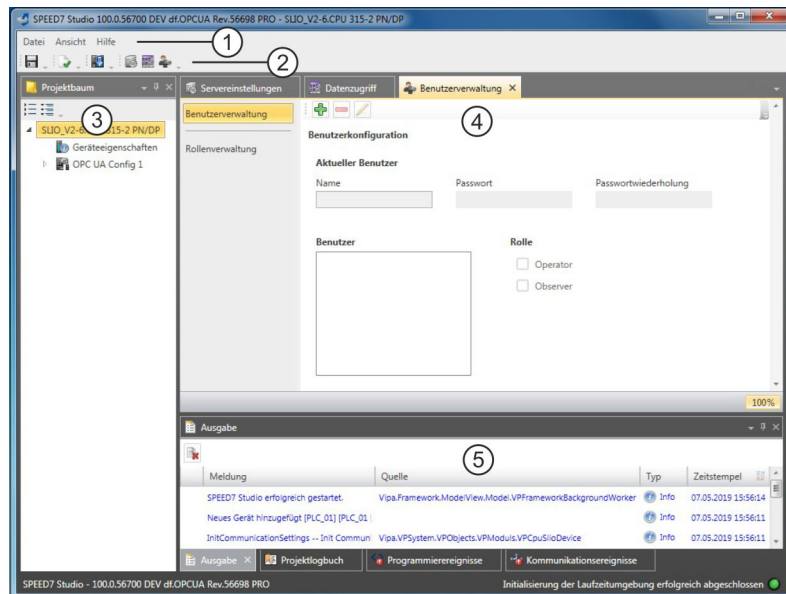 SPEED7 Studio 100.0.56700 DEV df.OPCUA Rev.56698 PRO - SLIO_V2-6.CPU 315-2 PN/DP
Datei Ansicht Hilfe
1
2
Projektbaum
Servereinstellungen
Datenzugriff
Benutzerverwaltung
3
SLIO_V2-6. 315-2 PN/DP
Geräteeigenschaften
OPC UA Config 1
Benutzerverwaltung
Rollenverwaltung
4
Benutzerkonfiguration
Aktueller Benutzer
Name Passwort Passwortwiederholung
Benutzer Rolle
Operator
Observer
100%
Ausgabe
5
Meldung Quelle Typ Zeitstempel
SPEED7 Studio erfolgreich gestartet. Vipa.Framework.ModelView.Model.VPFrameworkBackgroundWorker Info 07.05.2019 15:56:14
Neues Gerät hinzugefügt [PLC_01] [PLC_01 Info 07.05.2019 15:56:11
InitCommunicationSettings -- Init Commun Vipa.VPSystem.VPObjects.VPModuls.VPCpuSlioDevice Info 07.05.2019 15:56:11
Ausgabe Projektlogbuch Programmierereignisse Kommunikationsereignisse
SPEED7 Studio - 100.0.56700 DEV df.OPCUA Rev.56698 PRO Initialisierung der Laufzeitumgebung erfolgreich abgeschlossen